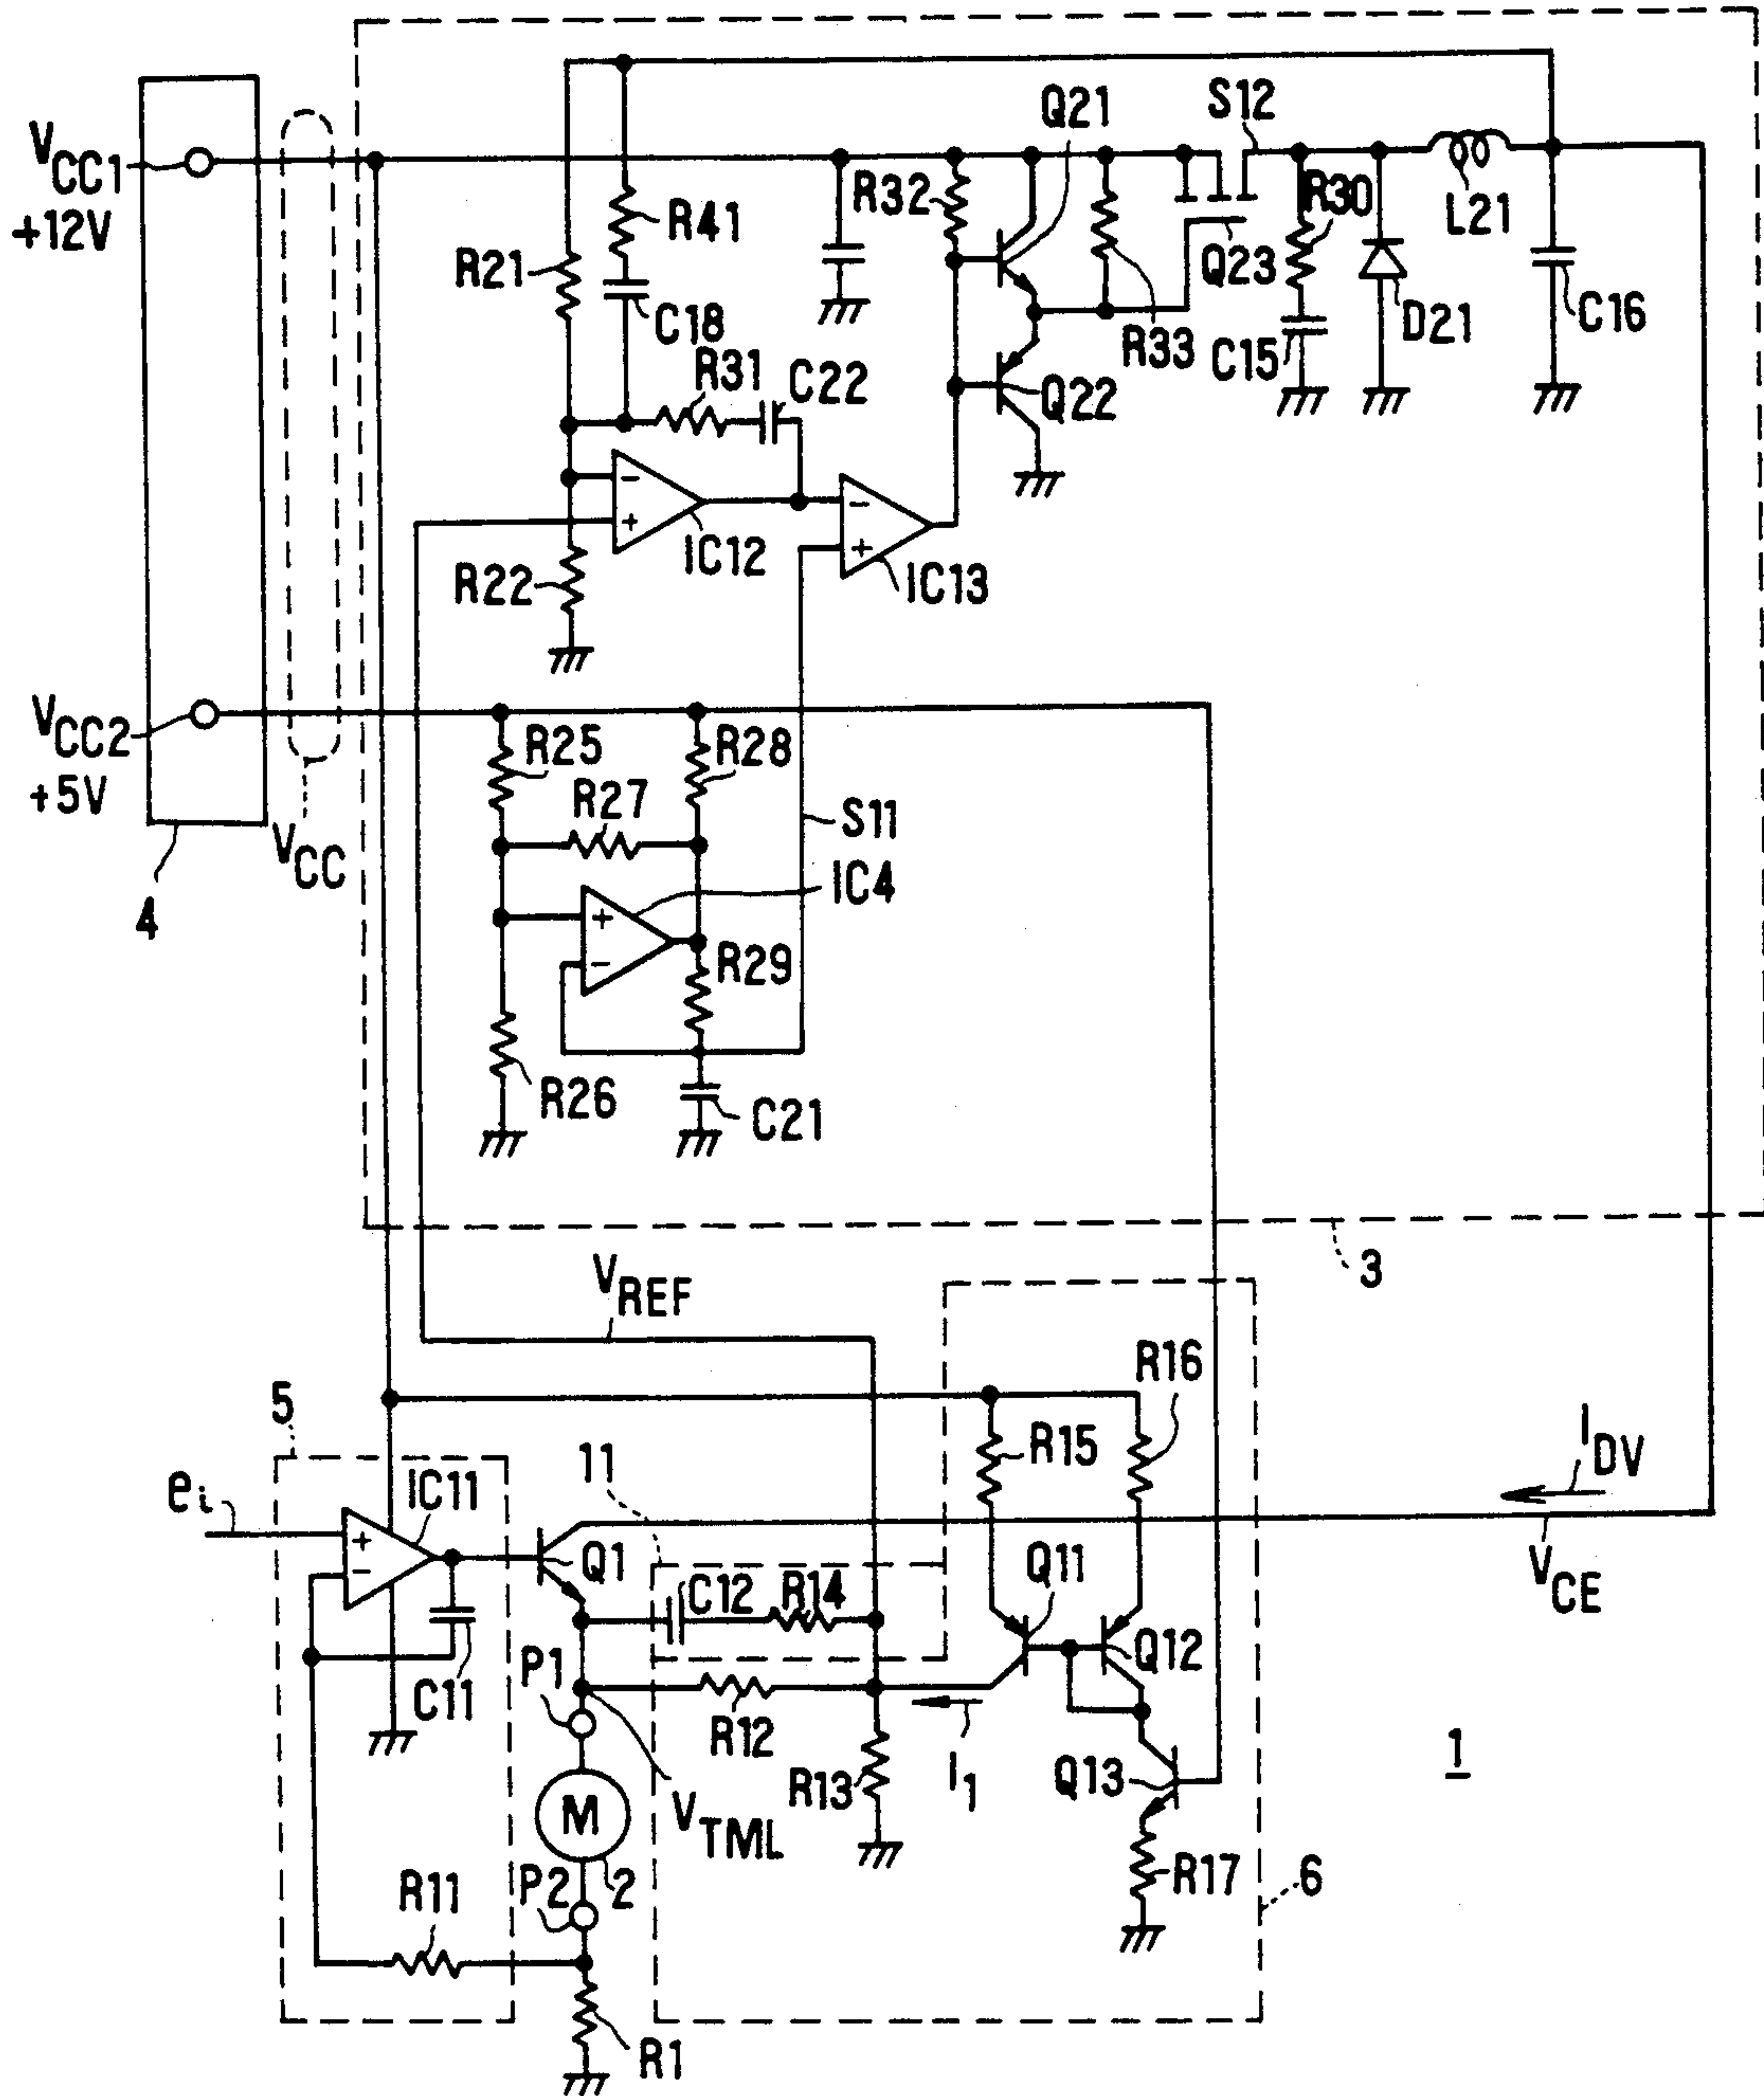 Q21
S12
VCC1
+12V
R41
R32
R30
L21
R21
Q23
C18
R33
C15
D21
C16
R31
C22
Q22
-
+
IC12
-
+
IC13
R22
VCC2
+5V
R25
R28
R27
S11
VCC
IC4
4
+
-
R29
R26
C21
3
VREF
R16
5
R15
IDV
11
IC11
ei
+
-
Q1
Q11
VCE
C12
R14
Q12
P1
C11
R12
I1
1
R13
Q13
M
VTML
R17
P2
2
6
R11
R1